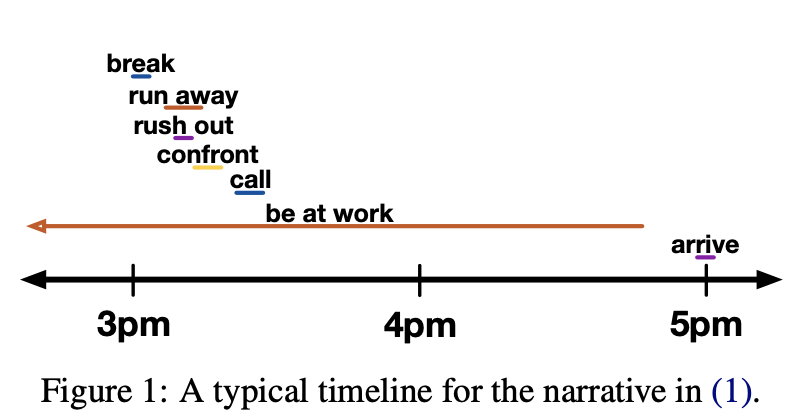 break
run away
rush out
confront
call
be at work
arrive
3pm 4pm 5pm
Figure 1: A typical timeline for the narrative in (1).